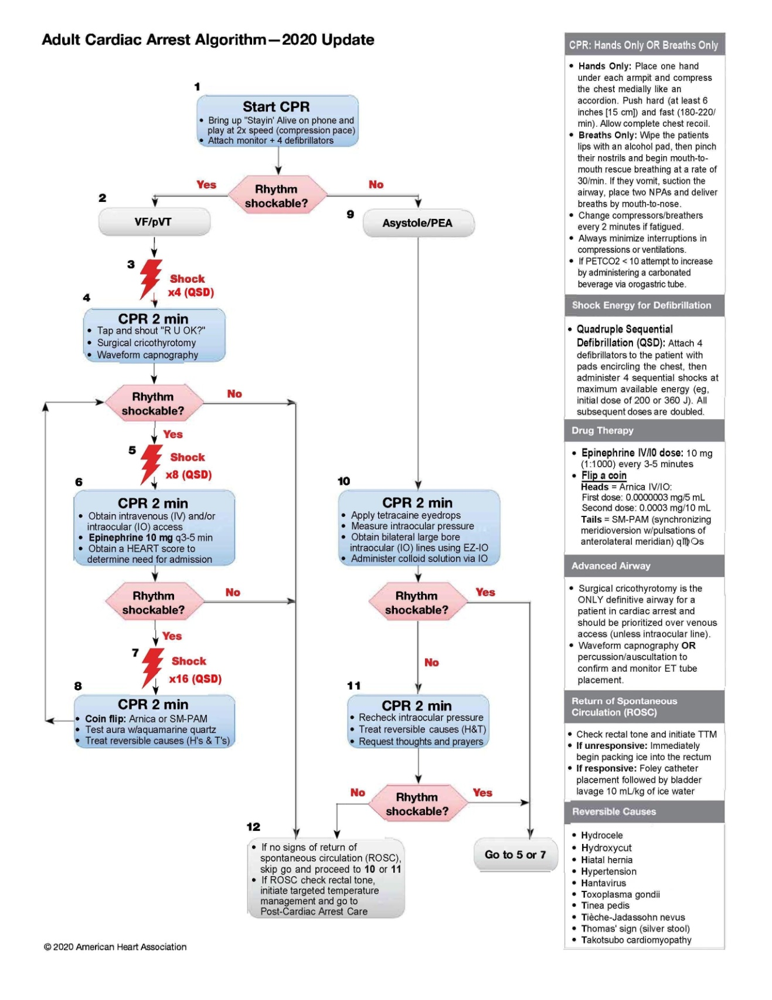 Adult Cardiac Arrest Algorithm—2020 Update
1
Start CPR
• Bring up "Stayin' Alive on phone and
play at 2x speed (compression pace)
• Attach monitor + 4 defibrillators
Rhythm
shockable?
Yes
No
2
VF/pVT
9
Asystole/PEA
3
Shock
x4 (QSD)
4
CPR 2 min
• Tap and shout "R U OK?"
• Surgical cricothyrotomy
• Waveform capnography
Rhythm
shockable?
No
Yes
5
Shock
x8 (QSD)
6
CPR 2 min
• Obtain intravenous (IV) and/or
intraocular (IO) access
• Epinephrine 10 mg q3-5 min
• Obtain a HEART score to
determine need for admission
Rhythm
shockable?
No
Yes
7
Shock
x16 (QSD)
8
CPR 2 min
• Coin flip: Arnica or SM-PAM
• Test aura w/aquamarine quartz
• Treat reversible causes (H's & T's)
10
CPR 2 min
• Apply tetracaine eyedrops
• Measure intraocular pressure
• Obtain bilateral large bore
intraocular (IO) lines using EZ-IO
• Administer colloid solution via IO
Rhythm
shockable?
Yes
No
11
CPR 2 min
• Recheck intraocular pressure
• Treat reversible causes (H&T)
• Request thoughts and prayers
Rhythm
shockable?
No
Yes
12
• If no signs of return of
spontaneous circulation (ROSC),
skip go and proceed to 10 or 11
• If ROSC check rectal tone,
initiate targeted temperature
management and go to
Post-Cardiac Arrest Care
Go to 5 or 7
CPR: Hands Only OR Breaths Only
• Hands Only: Place one hand
under each armpit and compress
the chest medially like an
accordion. Push hard (at least 6
inches [15 cm]) and fast (180-220/
min). Allow complete chest recoil.
• Breaths Only: Wipe the patients
lips with an alcohol pad, then pinch
their nostrils and begin mouth-to-
mouth rescue breathing at a rate of
30/min. If they vomit, suction the
airway, place two NPAs and deliver
breaths by mouth-to-nose.
• Change compressors/breathers
every 2 minutes if fatigued.
• Always minimize interruptions in
compressions or ventilations.
• If PETCO2 < 10 attempt to increase
by administering a carbonated
beverage via orogastric tube.
Shock Energy for Defibrillation
• Quadruple Sequential
Defibrillation (QSD): Attach 4
defibrillators to the patient with
pads encircling the chest, then
administer 4 sequential shocks at
maximum available energy (eg,
initial dose of 200 or 360 J). All
subsequent doses are doubled.
Drug Therapy
• Epinephrine IV/IO dose: 10 mg
(1:1000) every 3-5 minutes
• Flip a coin
Heads = Arnica IV/IO:
First dose: 0.0000003 mg/5 mL
Second dose: 0.0003 mg/10 mL
Tails = SM-PAM (synchronizing
meridioversion w/pulsations of
anterolateral meridian) q♍❍s
Advanced Airway
• Surgical cricothyrotomy is the
ONLY definitive airway for a
patient in cardiac arrest and
should be prioritized over venous
access (unless intraocular line).
• Waveform capnography OR
percussion/auscultation to
confirm and monitor ET tube
placement.
Return of Spontaneous
Circulation (ROSC)
• Check rectal tone and initiate TTM
• If unresponsive: Immediately
begin packing ice into the rectum
• If responsive: Foley catheter
placement followed by bladder
lavage 10 mL/kg of ice water
Reversible Causes
• Hydrocele
• Hydroxycut
• Hiatal hernia
• Hypertension
• Hantavirus
• Toxoplasma gondii
• Tinea pedis
• Tièche-Jadassohn nevus
• Thomas' sign (silver stool)
• Takotsubo cardiomyopathy
© 2020 American Heart Association